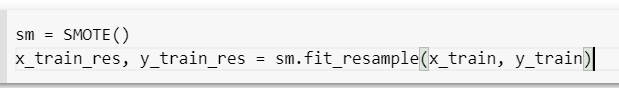 sm = SMOTE()
x_train_res, y_train_res = sm.fit_resample(x_train, y_train)